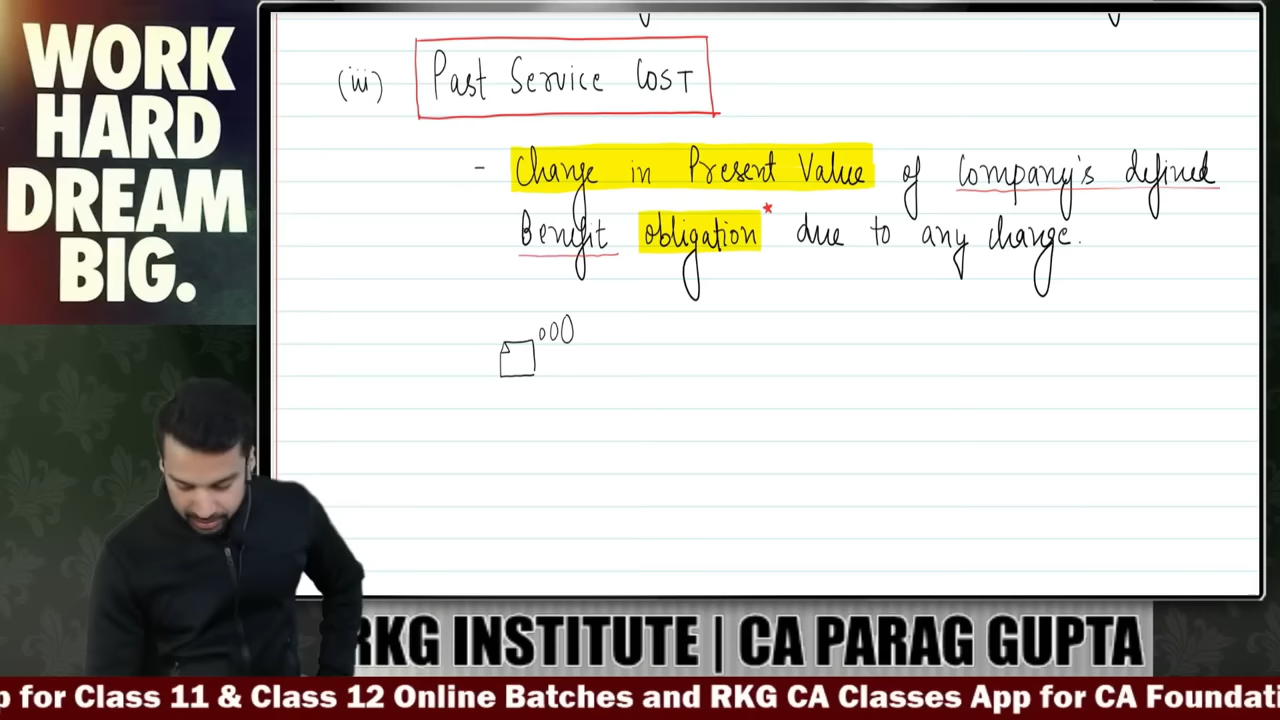 WORK
HARD
DREAM
BIG.
(iii) Past Service Cost
- Change in Present Value of Company's defined
Benefit obligation* due to any change.
RKG INSTITUTE | CA PARAG GUPTA
p for Class 11 & Class 12 Online Batches and RKG CA Classes App for CA Foundati